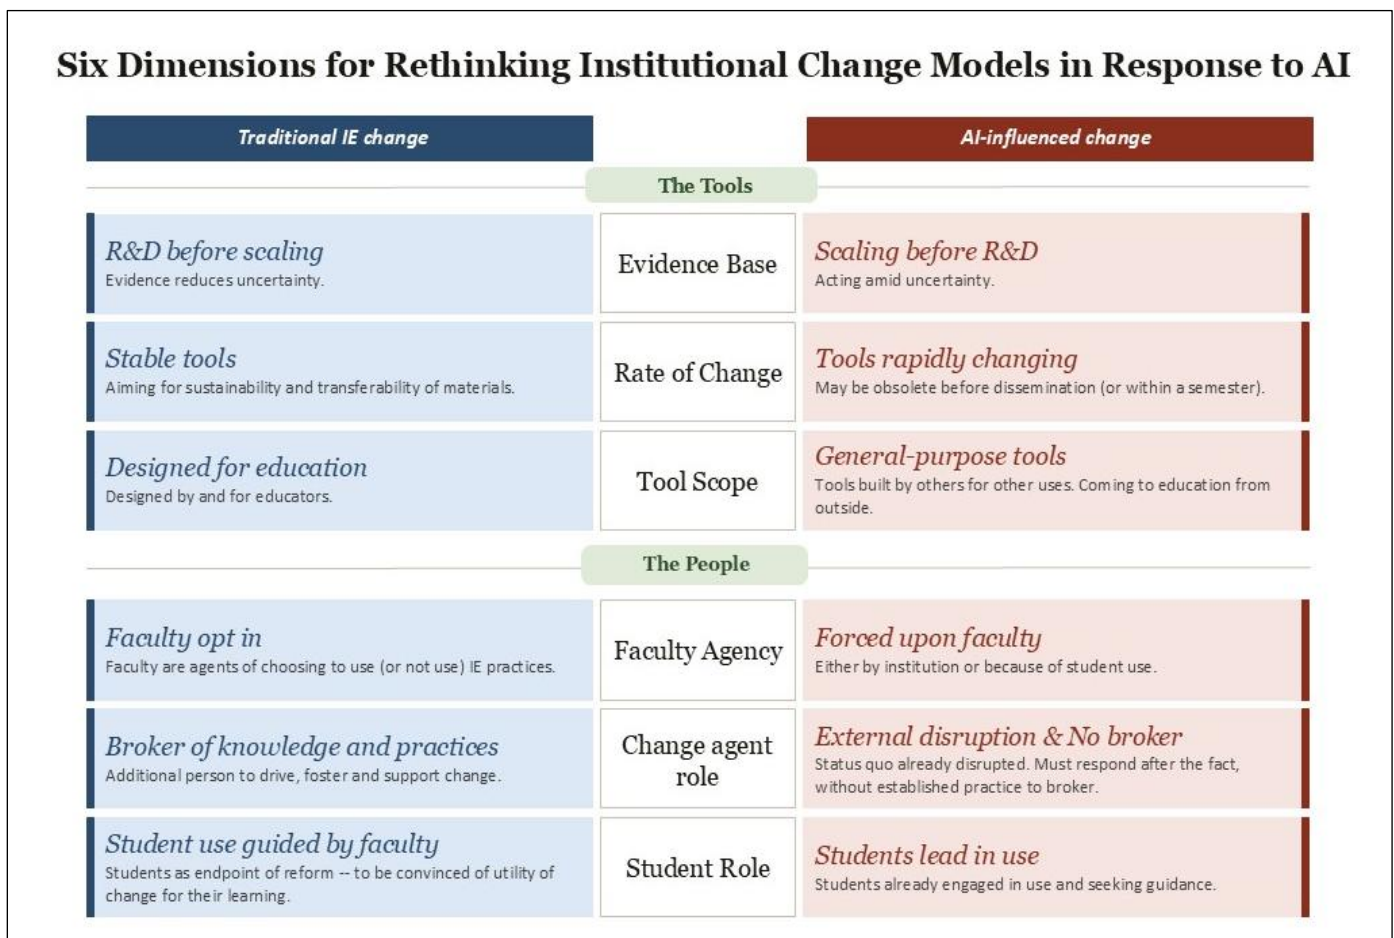 Six Dimensions for Rethinking Institutional Change Models in Response to AI
Traditional IE change
AI-influenced change
The Tools
R&D before scaling
Evidence reduces uncertainty.
Evidence Base
Scaling before R&D
Acting amid uncertainty.
Stable tools
Aiming for sustainability and transferability of materials.
Rate of Change
Tools rapidly changing
May be obsolete before dissemination (or within a semester).
Designed for education
Designed by and for educators.
Tool Scope
General-purpose tools
Tools built by others for other uses. Coming to education from
outside.
The People
Faculty opt in
Faculty are agents of choosing to use (or not use) IE practices.
Faculty Agency
Forced upon faculty
Either by institution or because of student use.
Broker of knowledge and practices
Additional person to drive, foster and support change.
Change agent
role
External disruption & No broker
Status quo already disrupted. Must respond after the fact,
without established practice to broker.
Student use guided by faculty
Students as endpoint of reform -- to be convinced of utility of
change for their learning.
Student Role
Students lead in use
Students already engaged in use and seeking guidance.